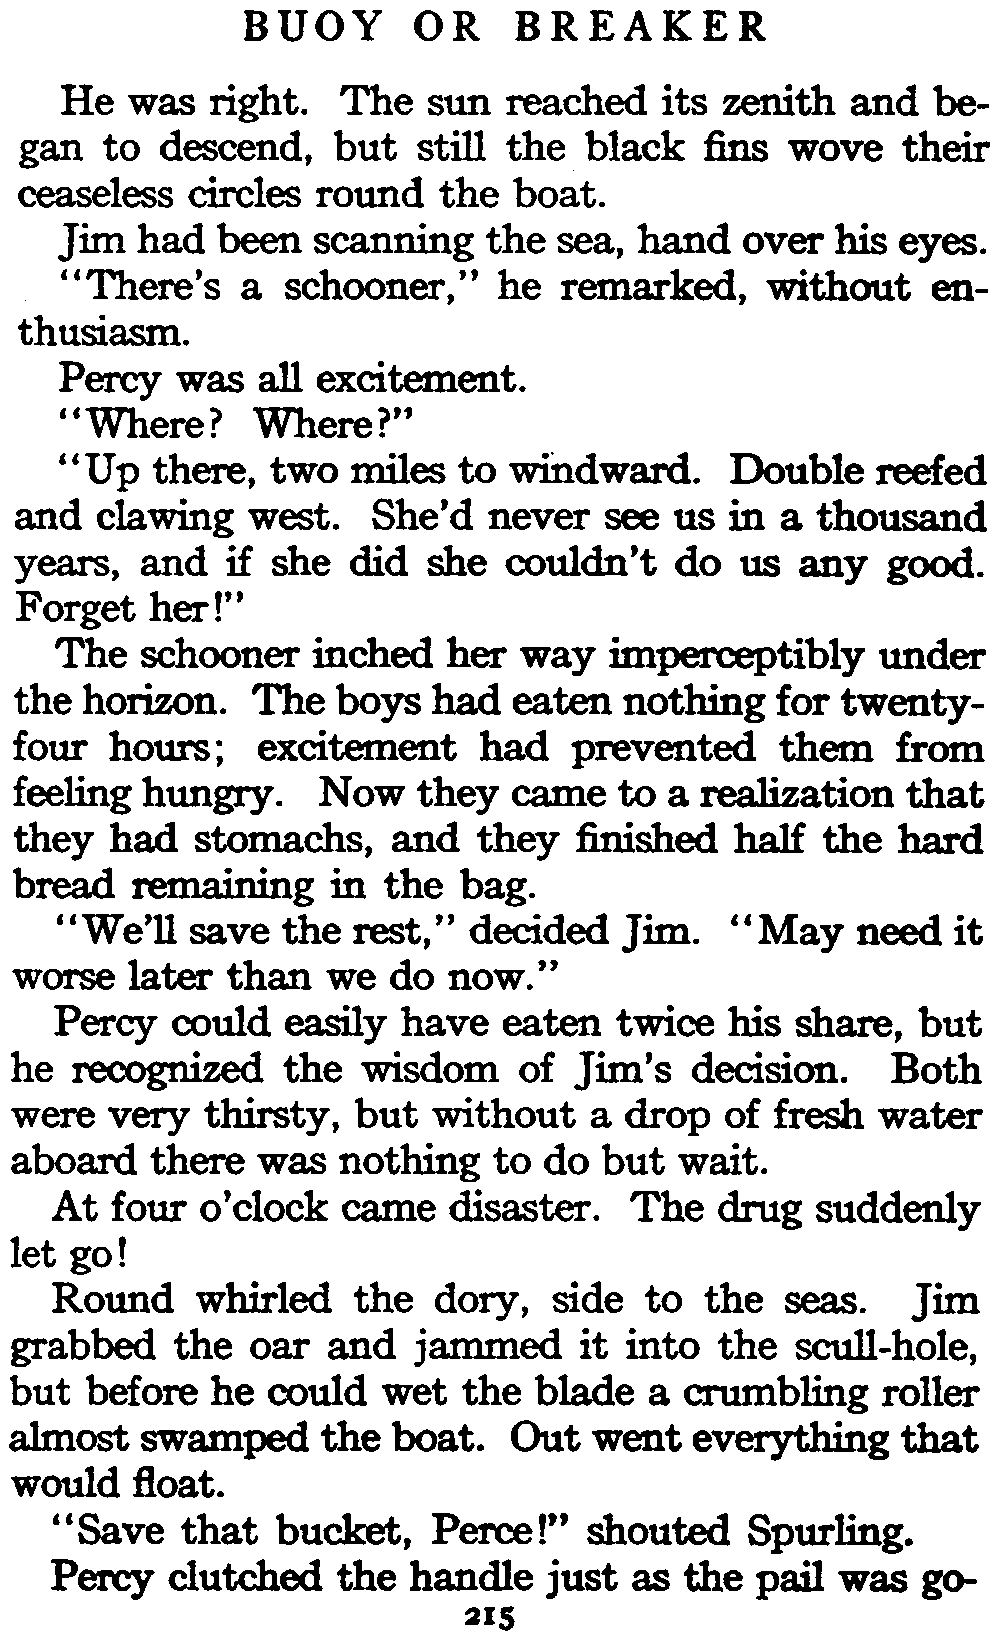 BUOY OR BREAKER
He was right. The sun reached its zenith and be-
gan to descend, but still the black fins wove their
ceaseless circles round the boat.
Jim had been scanning the sea, hand over his eyes.
"There's a schooner," he remarked, without en-
thusiasm.
Percy was all excitement.
"Where? Where?"
"Up there, two miles to windward. Double reefed
and clawing west. She'd never see us in a thousand
years, and if she did she couldn't do us any good.
Forget her!"
The schooner inched her way imperceptibly under
the horizon. The boys had eaten nothing for twenty-
four hours; excitement had prevented them from
feeling hungry. Now they came to a realization that
they had stomachs, and they finished half the hard
bread remaining in the bag.
"We'll save the rest," decided Jim. "May need it
worse later than we do now."
Percy could easily have eaten twice his share, but
he recognized the wisdom of Jim's decision. Both
were very thirsty, but without a drop of fresh water
aboard there was nothing to do but wait.
At four o'clock came disaster. The drug suddenly
let go!
Round whirled the dory, side to the seas. Jim
grabbed the oar and jammed it into the scull-hole,
but before he could wet the blade a crumbling roller
almost swamped the boat. Out went everything that
would float.
"Save that bucket, Perce!" shouted Spurling.
Percy clutched the handle just as the pail was go-
215